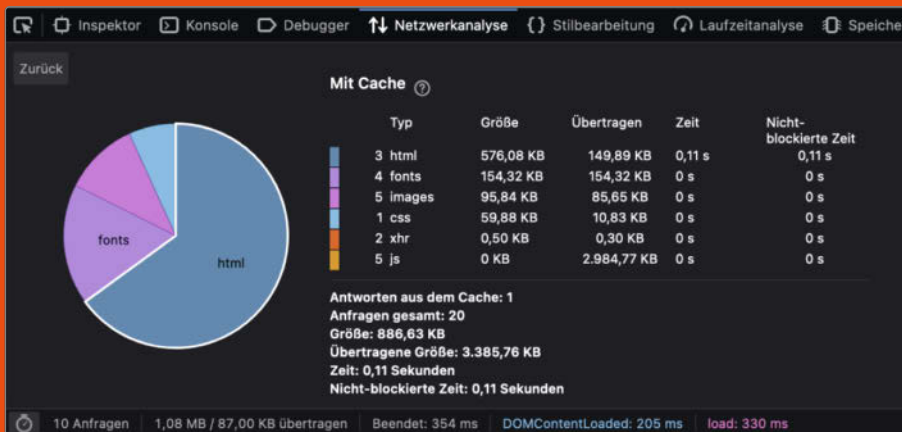 Inspektor Konsole Debugger Netzwerkanalyse Stilbearbeitung Laufzeitanalyse Speiche
Zurück
Mit Cache
Typ Größe Übertragen Zeit Nicht-blockierte Zeit
3 html 576,08 KB 149,89 KB 0,11 s 0,11 s
4 fonts 154,32 KB 154,32 KB 0 s 0 s
5 images 95,84 KB 85,65 KB 0 s 0 s
1 css 59,88 KB 10,83 KB 0 s 0 s
2 xhr 0,50 KB 0,30 KB 0 s 0 s
5 js 0 KB 2.984,77 KB 0 s 0 s
fonts
html
Antworten aus dem Cache: 1
Anfragen gesamt: 20
Größe: 886,63 KB
Übertragene Größe: 3.385,76 KB
Zeit: 0,11 Sekunden
Nicht-blockierte Zeit: 0,11 Sekunden
10 Anfragen 1,08 MB / 87,00 KB übertragen Beendet: 354 ms DOMContentLoaded: 205 ms load: 330 ms